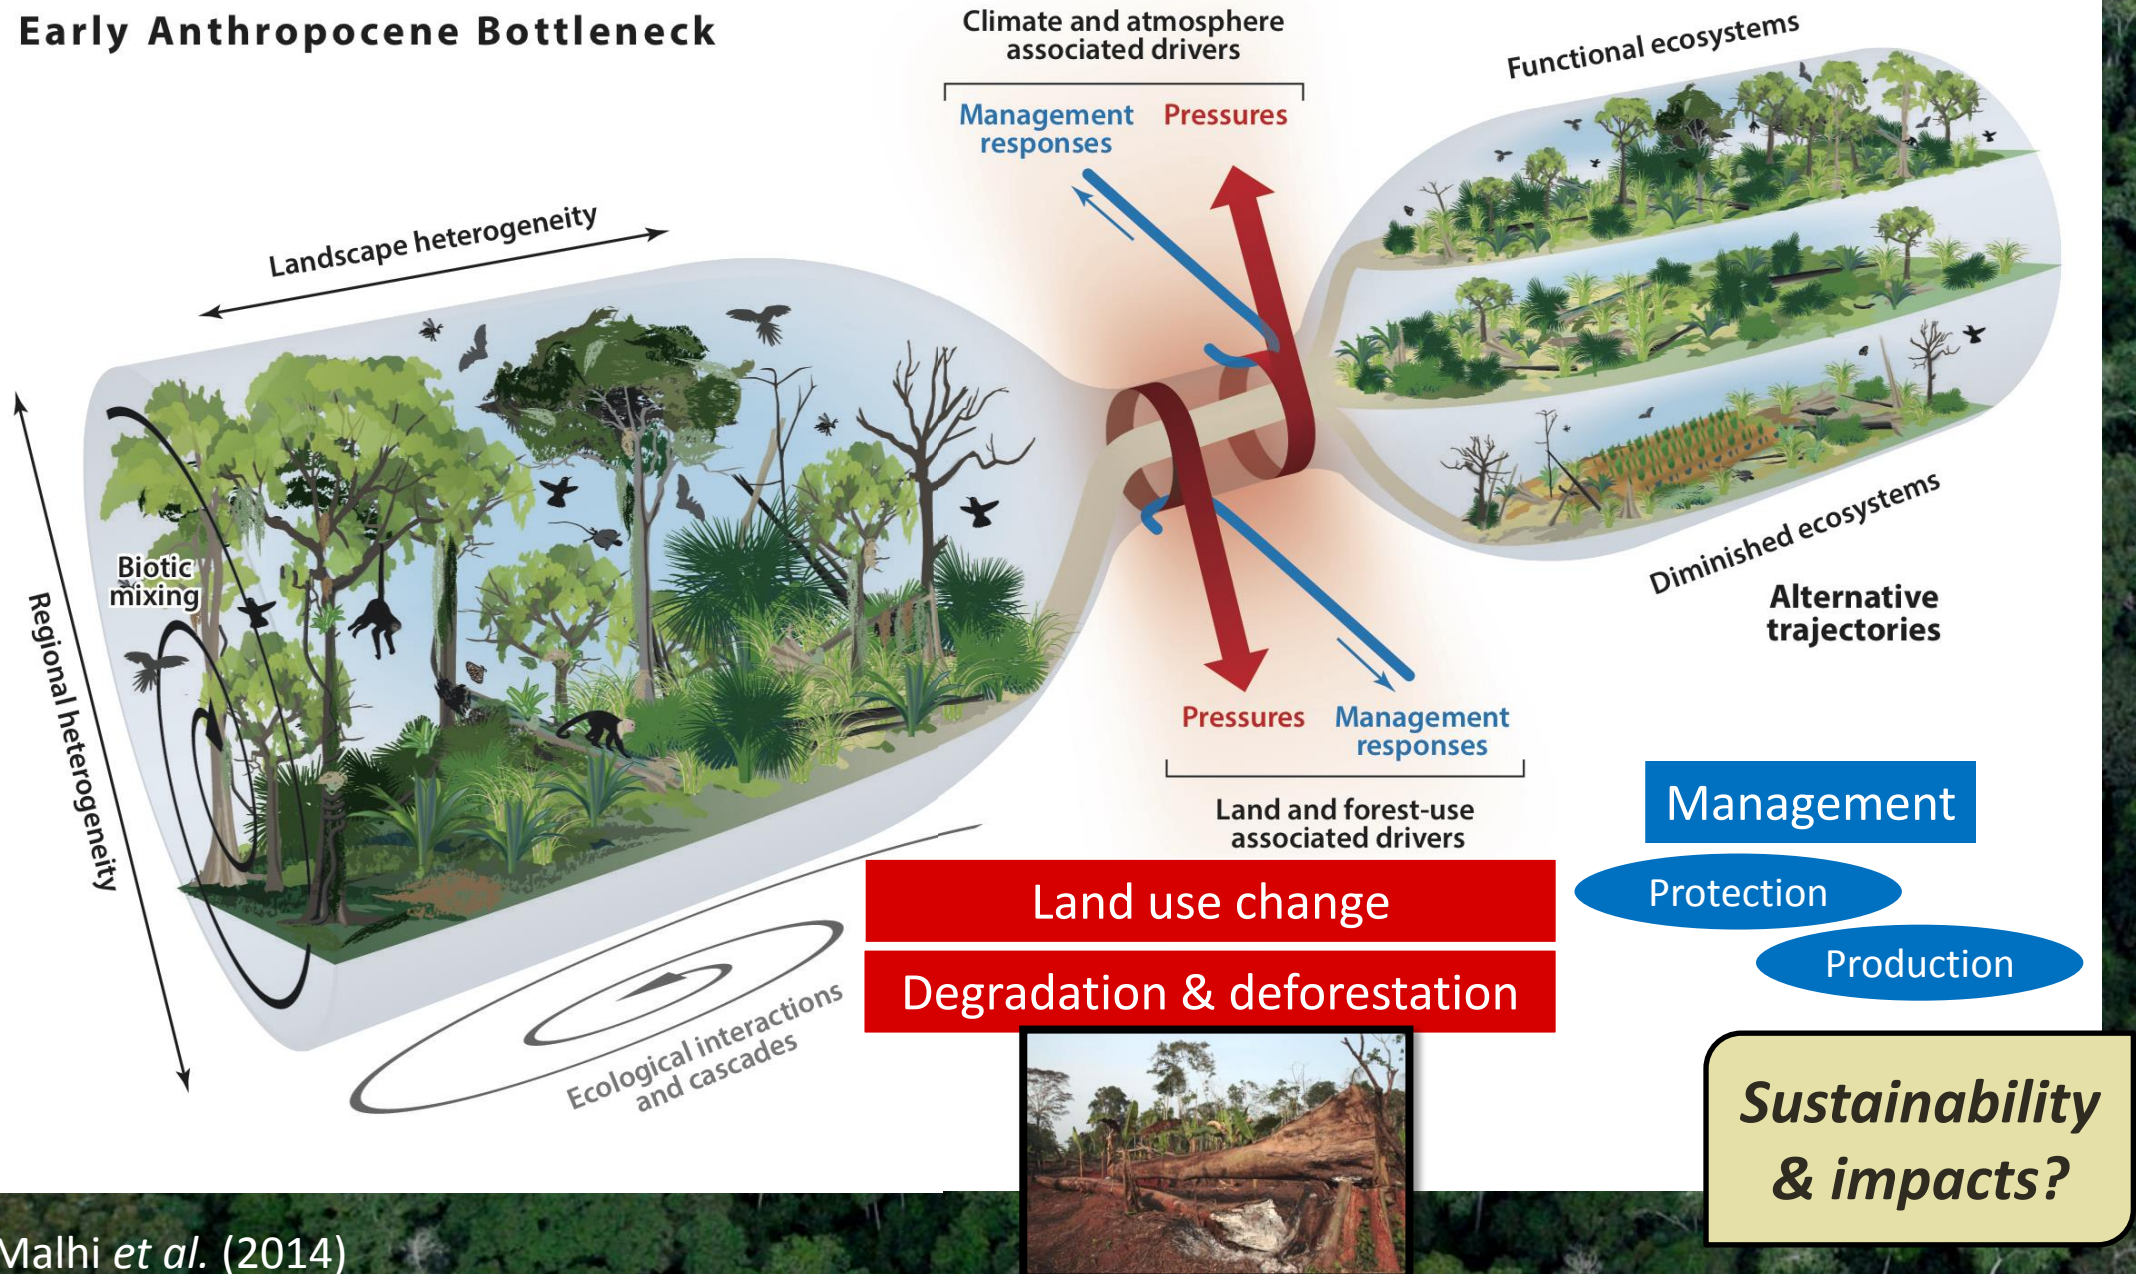 Early Anthropocene Bottleneck
Climate and atmosphere
associated drivers
Management
responses
Pressures
Functional ecosystems
Landscape heterogeneity
Regional heterogeneity
Biotic
mixing
Diminished ecosystems
Alternative
trajectories
Pressures
Management
responses
Land and forest-use
associated drivers
Ecological interactions
and cascades
Management
Protection
Production
Land use change
Degradation & deforestation
Sustainability
& impacts?
Malhi et al. (2014)